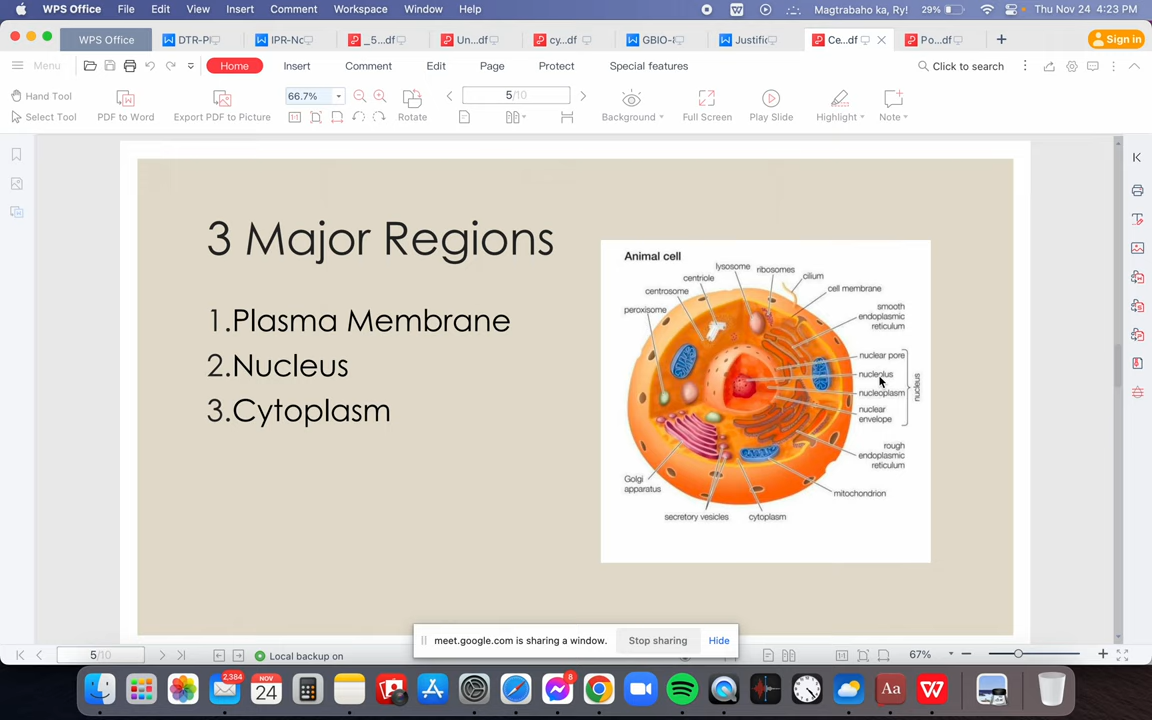 WPS Office File Edit View Insert Comment Workspace Window Help Magtrabaho ka, Ry! 29% Thu Nov 24 4:23 PM
WPS Office DTR-Pl IPR-No _5...df Un...df cy...df GBIO- Justific Ce...df Po...df Sign in
Menu Home Insert Comment Edit Page Protect Special features Click to search
Hand Tool 66.7% 5/10
Select Tool PDF to Word Export PDF to Picture Rotate Background Full Screen Play Slide Highlight Note
3 Major Regions
1.Plasma Membrane
2.Nucleus
3.Cytoplasm
Animal cell
lysosome
ribosomes
centriole
cilium
centrosome
cell membrane
peroxisome
smooth
endoplasmic
reticulum
nuclear pore
nucleolus
nucleoplasm
nuclear
envelope
nucleus
rough
endoplasmic
reticulum
Golgi
apparatus
mitochondrion
secretory vesicles
cytoplasm
meet.google.com is sharing a window. Stop sharing Hide
5/10 Local backup on 67%
2,384
NOV
24
8
Aa